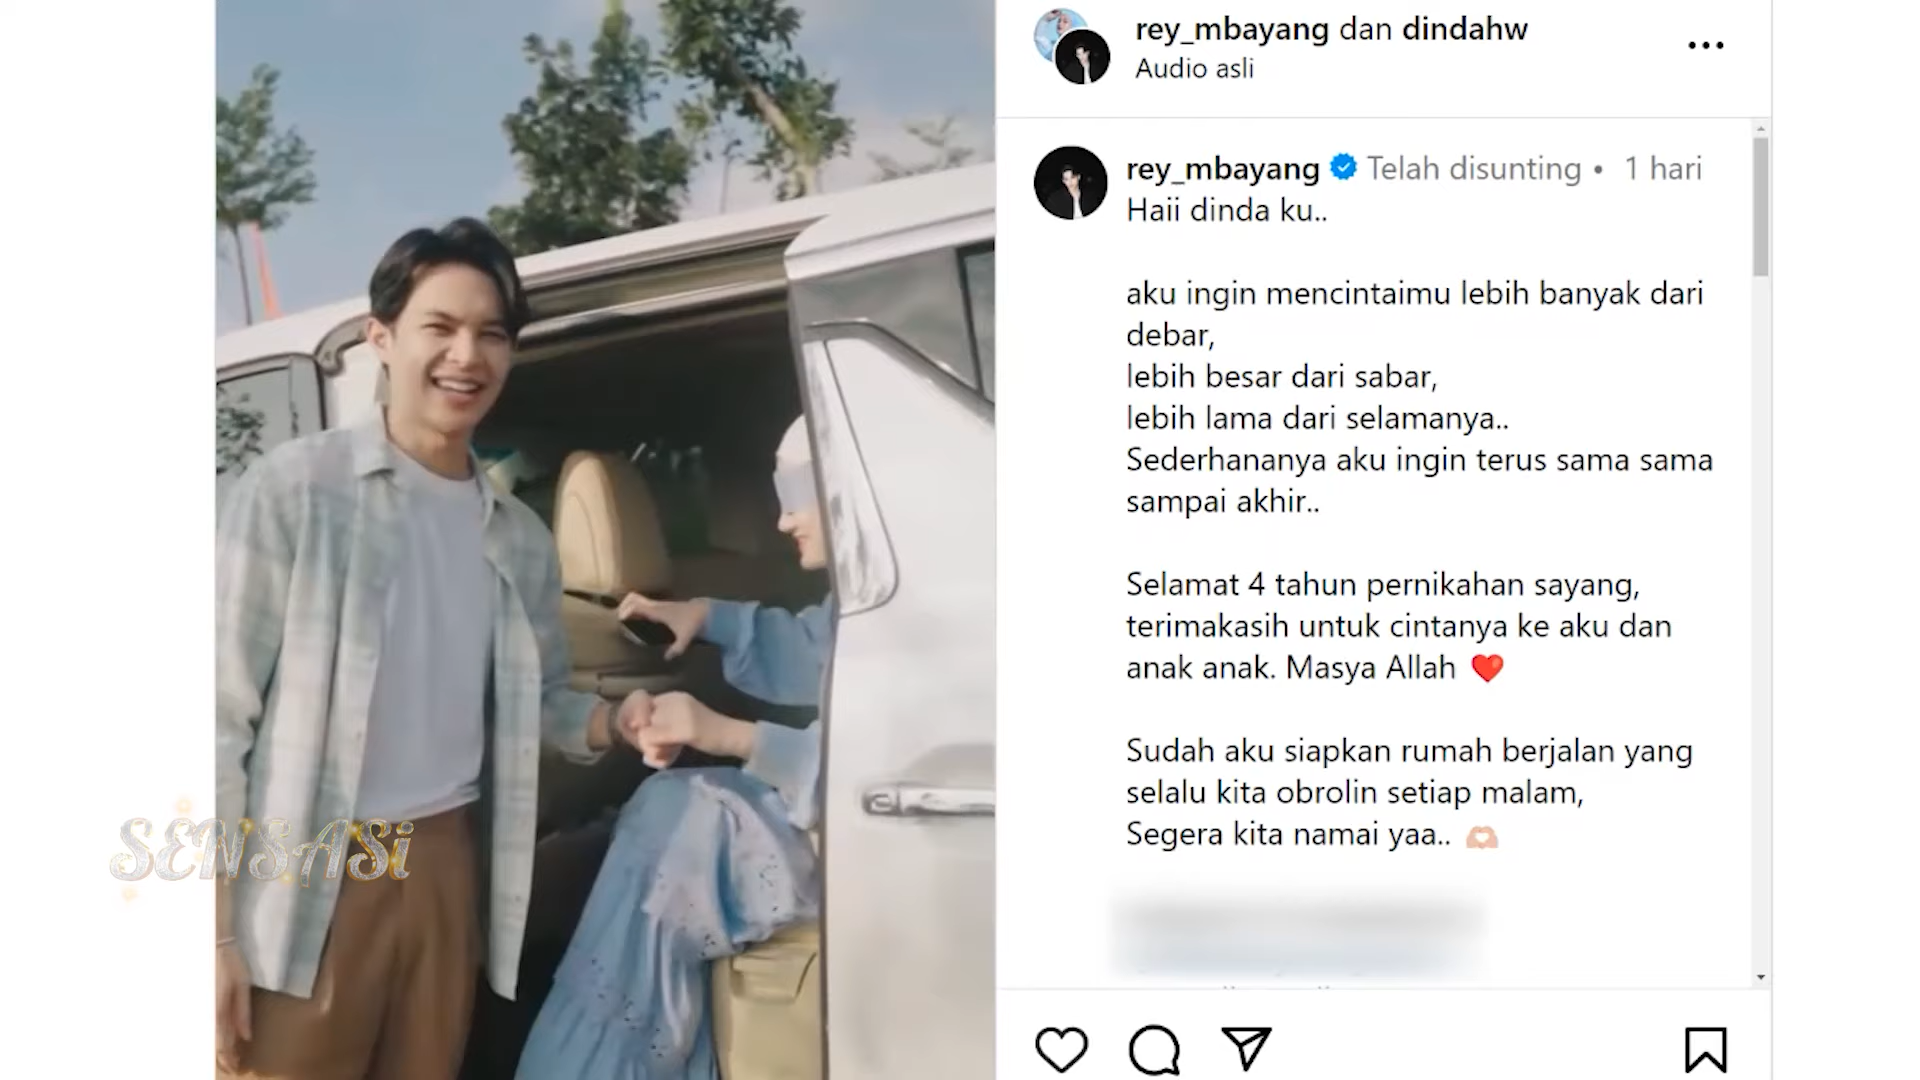 rey_mbayang dan dindahw
Audio asli
rey_mbayang Telah disunting • 1 hari
Haii dinda ku..
aku ingin mencintaimu lebih banyak dari
debar,
lebih besar dari sabar,
lebih lama dari selamanya..
Sederhananya aku ingin terus sama sama
sampai akhir..
Selamat 4 tahun pernikahan sayang,
terimakasih untuk cintanya ke aku dan
anak anak. Masya Allah ❤️
Sudah aku siapkan rumah berjalan yang
selalu kita obrolin setiap malam,
Segera kita namai yaa.. 🫶🏻
SENSASi